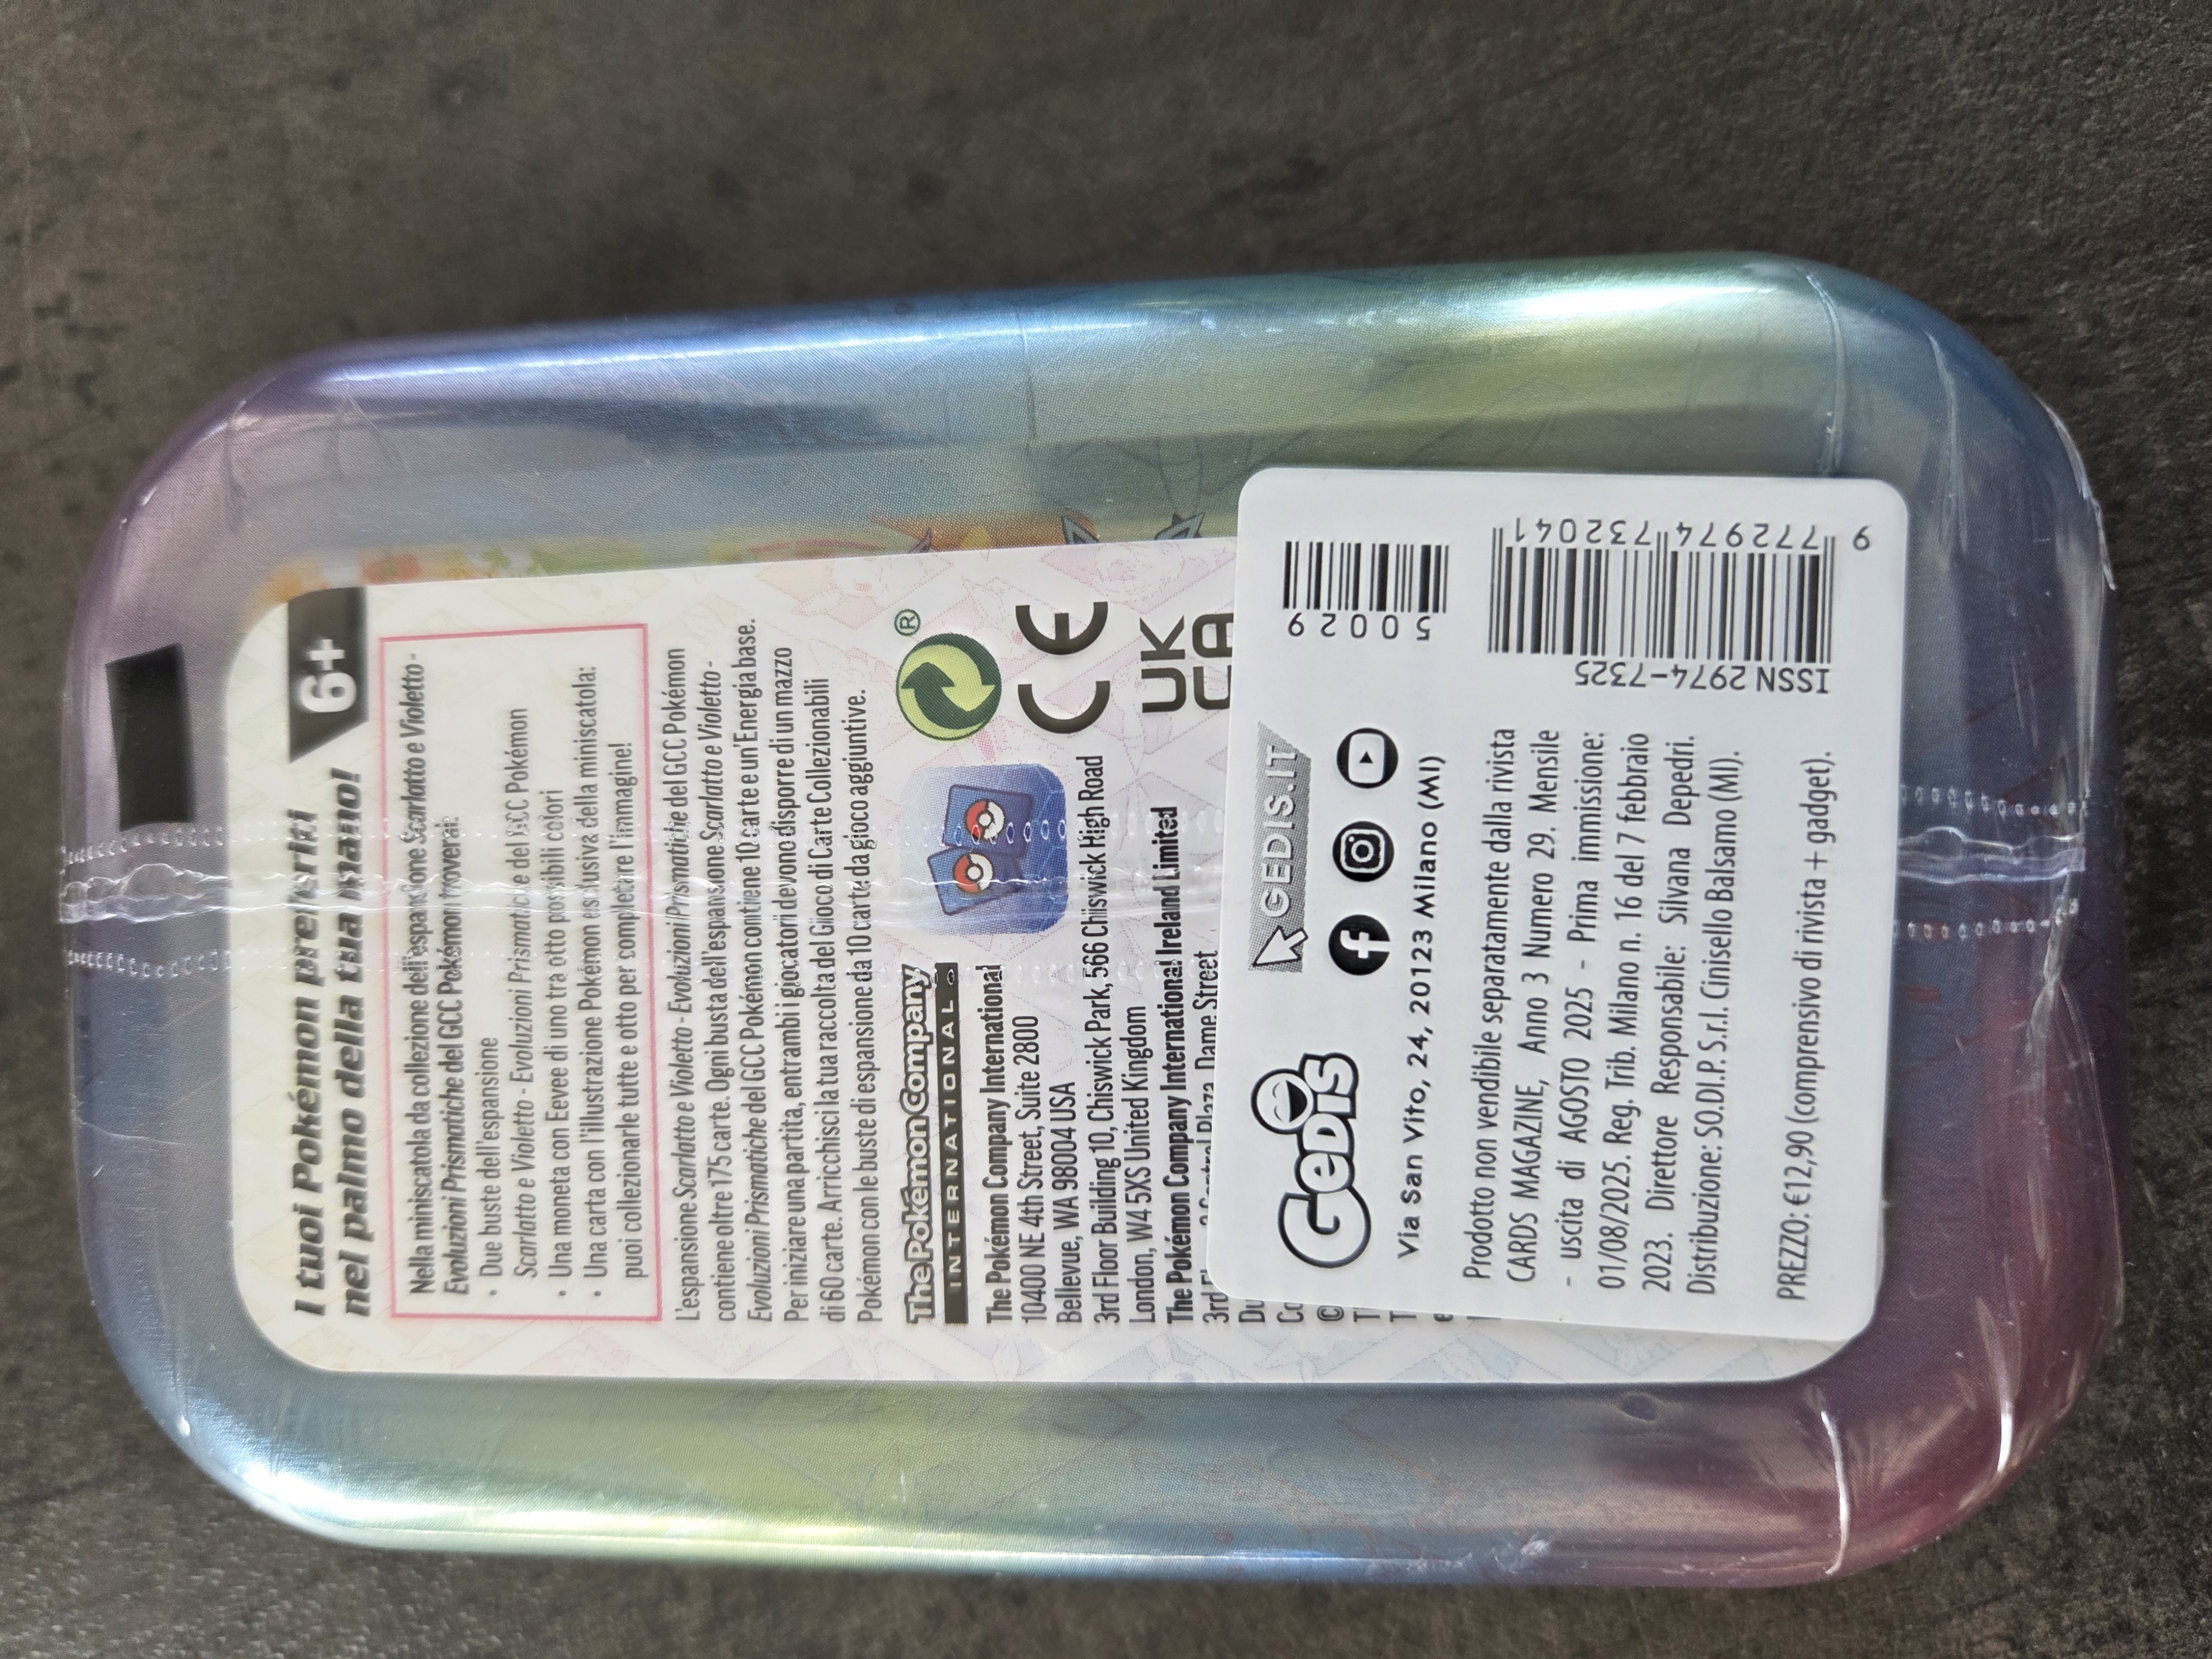 I tuoi Pokémon preferiti
nel palmo della tua mano!
6+
Nella miniscatola da collezione dell'espansione Scarlatto e Violetto -
Evoluzioni Prismatiche del GCC Pokémon troverai:
• Due buste dell'espansione
Scarlatto e Violetto - Evoluzioni Prismatiche del GCC Pokémon
• Una moneta con Eevee di uno tra otto possibili colori
• Una carta con l'illustrazione Pokémon esclusiva della miniscatola:
puoi collezionarle tutte e otto per completare l'immagine!
L'espansione Scarlatto e Violetto - Evoluzioni Prismatiche del GCC Pokémon
contiene oltre 175 carte. Ogni busta dell'espansione Scarlatto e Violetto -
Evoluzioni Prismatiche del GCC Pokémon contiene 10 carte e un'Energia base.
Per iniziare una partita, entrambi i giocatori devono disporre di un mazzo
di 60 carte. Arricchisci la tua raccolta del Gioco di Carte Collezionabili
Pokémon con le buste di espansione da 10 carte da gioco aggiuntive.
The Pokémon Company
INTERNATIONAL®
®
CE
UK
CA
The Pokémon Company International
10400 NE 4th Street, Suite 2800
Bellevue, WA 98004 USA
3rd Floor Building 10, Chiswick Park, 566 Chiswick High Road
London, W4 5XS United Kingdom
The Pokémon Company International Ireland Limited
3rd Plaza, Dame Street
Du
Co
©
T
T
e
GeDIS
GEDIS.IT
Via San Vito, 24, 20123 Milano (MI)
Prodotto non vendibile separatamente dalla rivista
CARDS MAGAZINE, Anno 3 Numero 29. Mensile
- uscita di AGOSTO 2025 - Prima immissione:
01/08/2025. Reg. Trib. Milano n. 16 del 7 febbraio
2023. Direttore Responsabile: Silvana Depedri.
Distribuzione: SO.DI.P. S.r.l. Cinisello Balsamo (MI).
PREZZO: €12,90 (comprensivo di rivista + gadget).
50029
ISSN 2974-7325
9 772974 732041